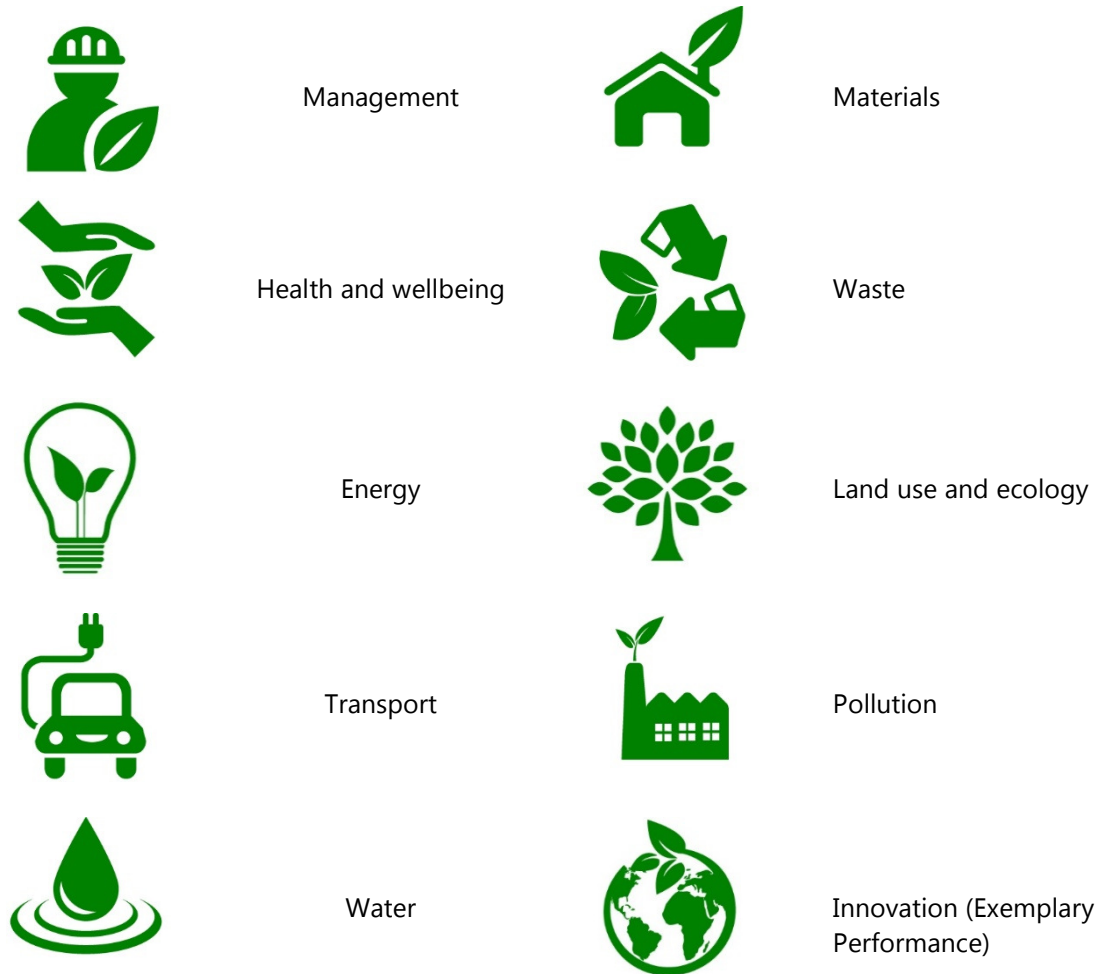 Management
Materials
Health and wellbeing
Waste
Energy
Land use and ecology
Transport
Pollution
Water
Innovation (Exemplary
Performance)